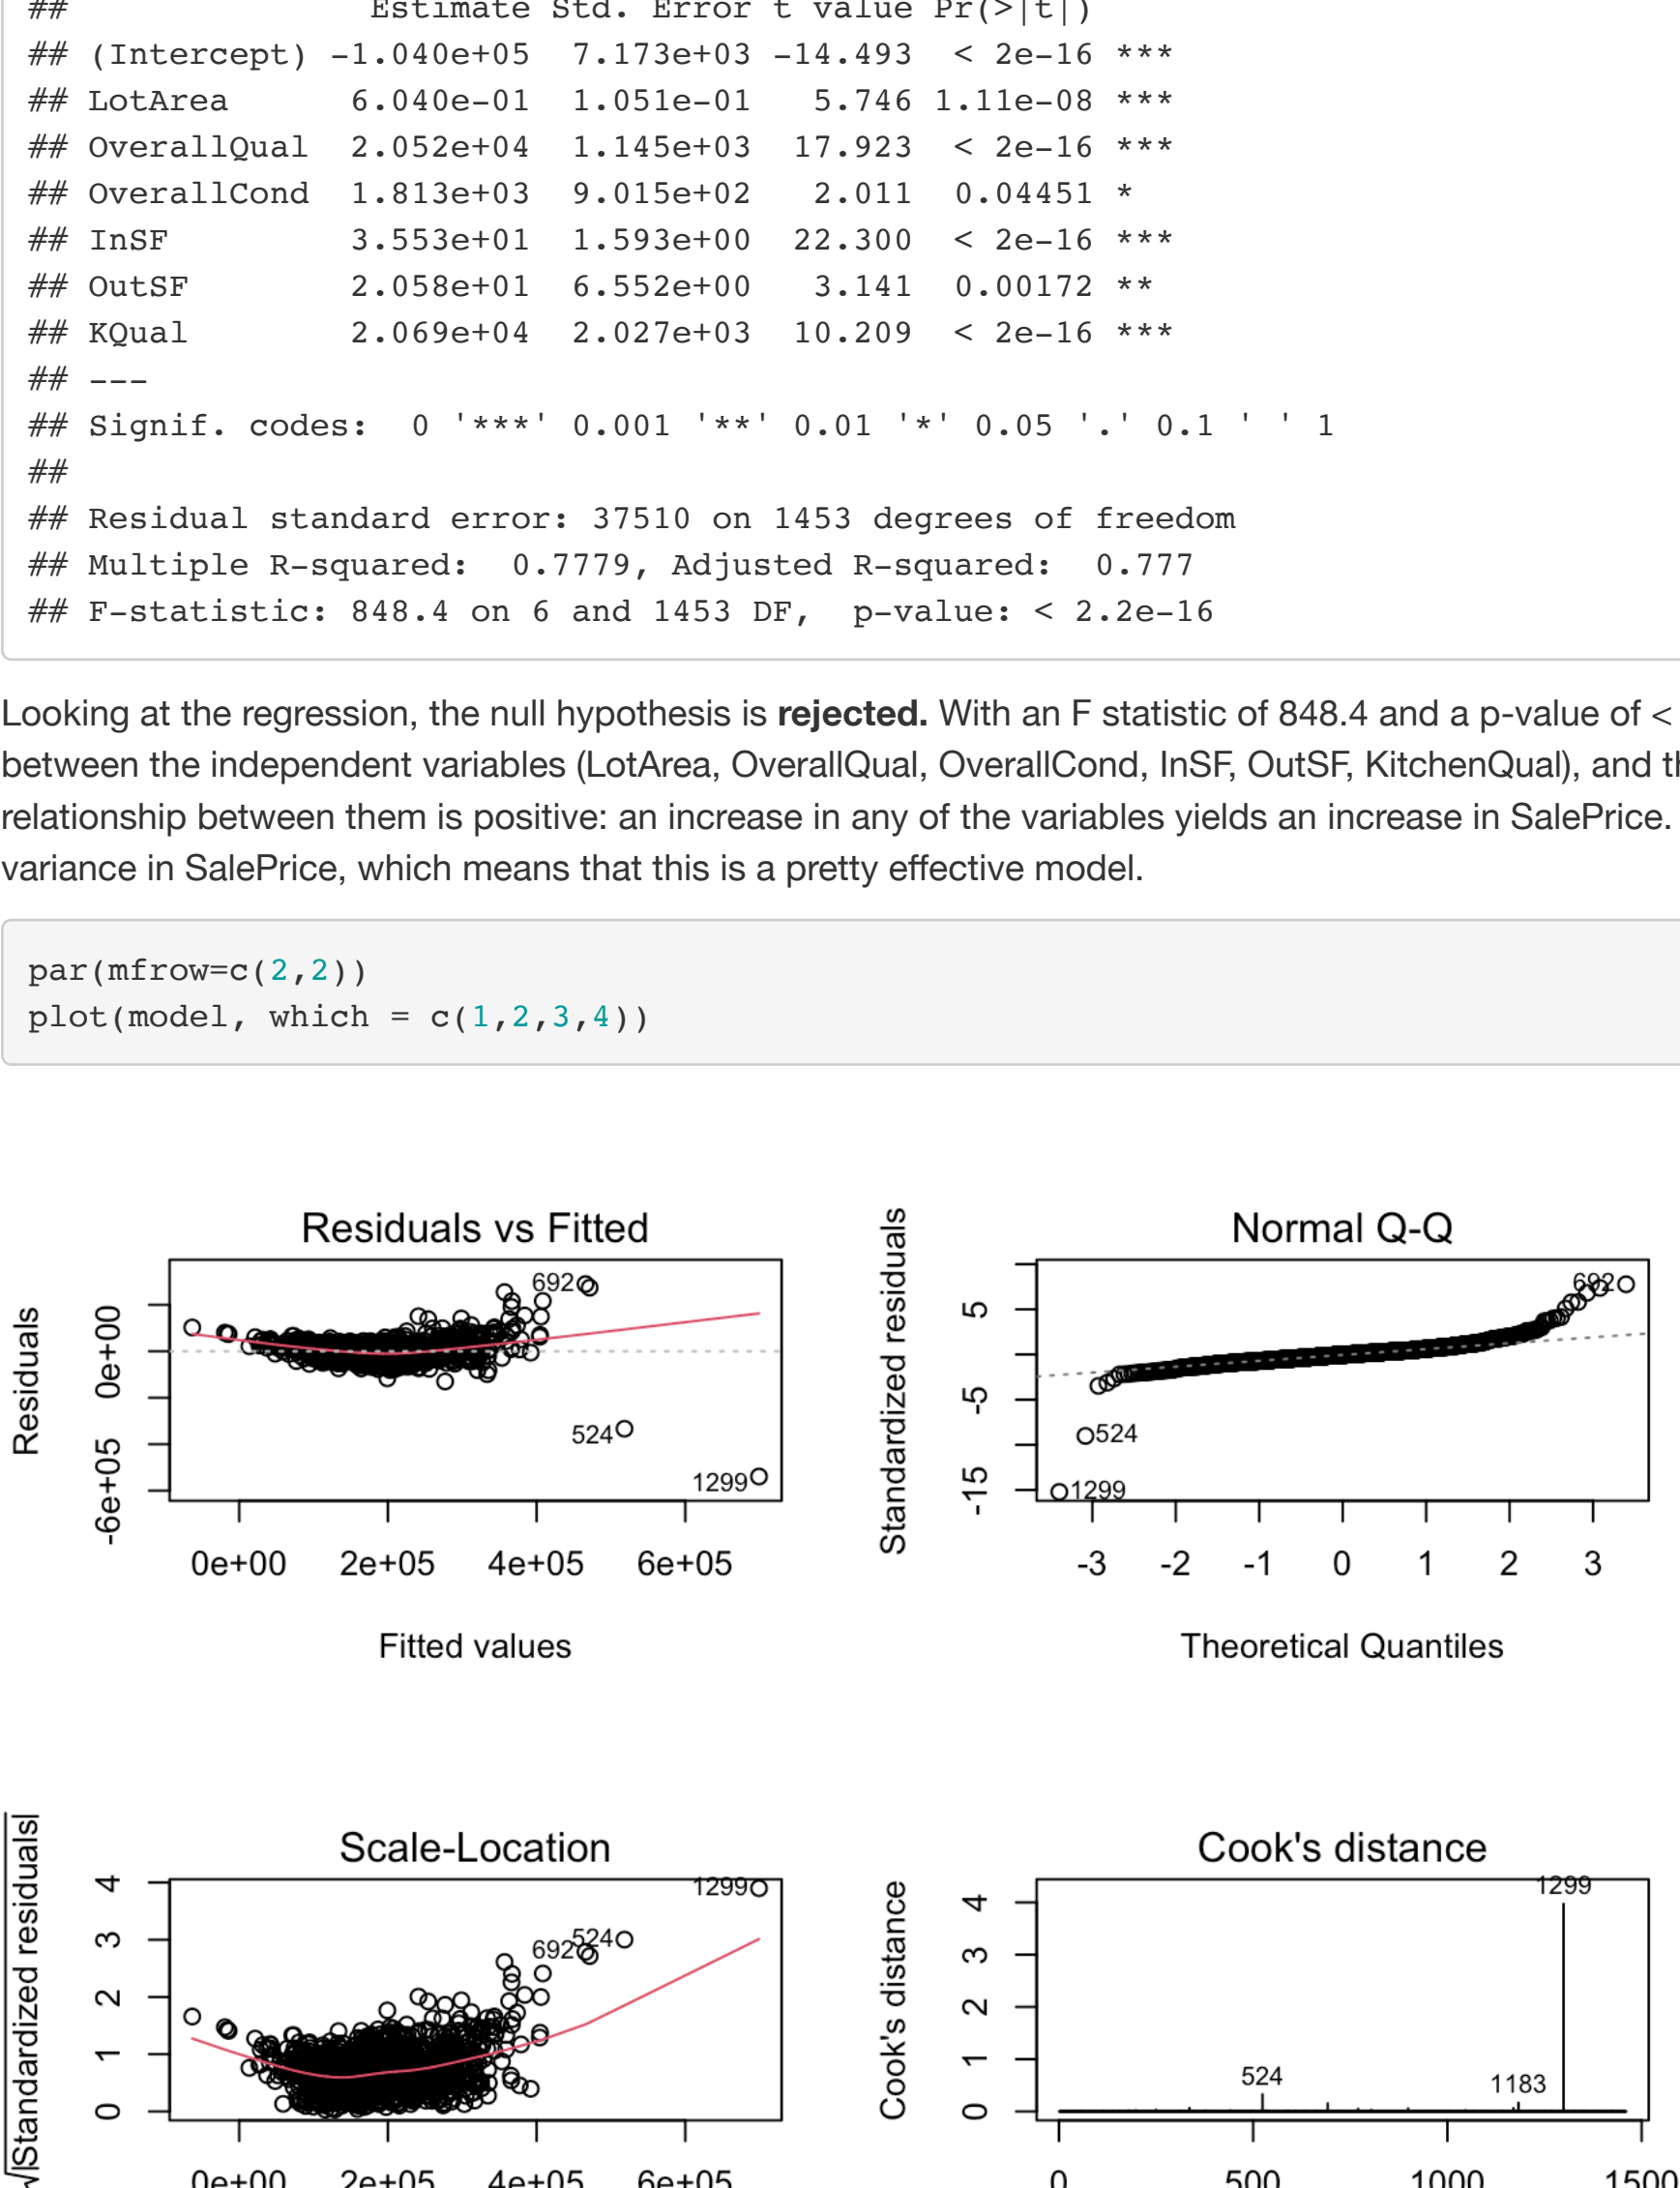 ## Estimate Std. Error t value Pr(>|t|)
## (Intercept) -1.040e+05 7.173e+03 -14.493 < 2e-16 ***
## LotArea 6.040e-01 1.051e-01 5.746 1.11e-08 ***
## OverallQual 2.052e+04 1.145e+03 17.923 < 2e-16 ***
## OverallCond 1.813e+03 9.015e+02 2.011 0.04451 *
## InSF 3.553e+01 1.593e+00 22.300 < 2e-16 ***
## OutSF 2.058e+01 6.552e+00 3.141 0.00172 **
## KQual 2.069e+04 2.027e+03 10.209 < 2e-16 ***
## ---
## Signif. codes: 0 '***' 0.001 '**' 0.01 '*' 0.05 '.' 0.1 ' ' 1
##
## Residual standard error: 37510 on 1453 degrees of freedom
## Multiple R-squared: 0.7779, Adjusted R-squared: 0.777
## F-statistic: 848.4 on 6 and 1453 DF, p-value: < 2.2e-16
Looking at the regression, the null hypothesis is rejected. With an F statistic of 848.4 and a p-value of <
between the independent variables (LotArea, OverallQual, OverallCond, InSF, OutSF, KitchenQual), and
relationship between them is positive: an increase in any of the variables yields an increase in SalePrice.
variance in SalePrice, which means that this is a pretty effective model.
par(mfrow=c(2,2))
plot(model, which = c(1,2,3,4))
Residuals vs Fitted
Residuals
0e+00
-6e+05
692
524
1299
0e+00 2e+05 4e+05 6e+05
Fitted values
Normal Q-Q
Standardized residuals
5
-5
-15
692
524
1299
-3 -2 -1 0 1 2 3
Theoretical Quantiles
Scale-Location
√|Standardized residuals|
4
3
2
1
0
1299
524
692
0e+00 2e+05 4e+05 6e+05
Cook's distance
Cook's distance
4
3
2
1
0
1299
524
1183
0 500 1000 1500